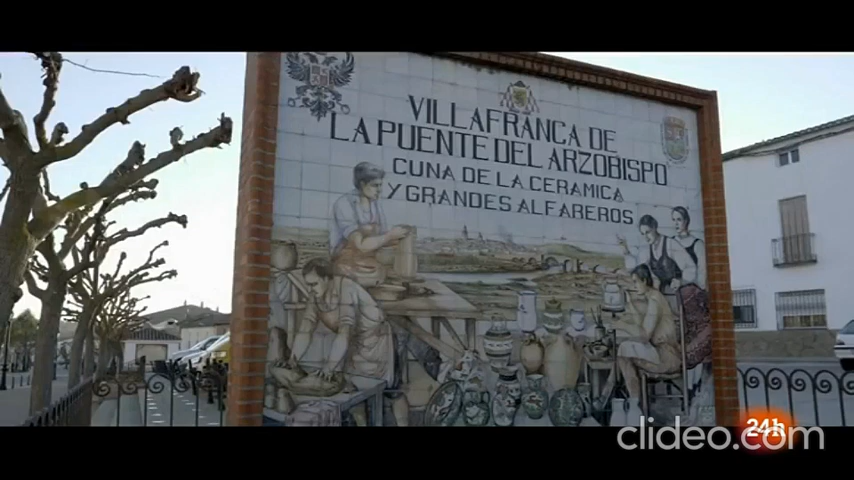 VILLAFRANCA DE
LA PUENTE DEL ARZOBISPO
CUNA DE LA CERAMICA
Y GRANDES ALFAREROS
24h
clideo.com